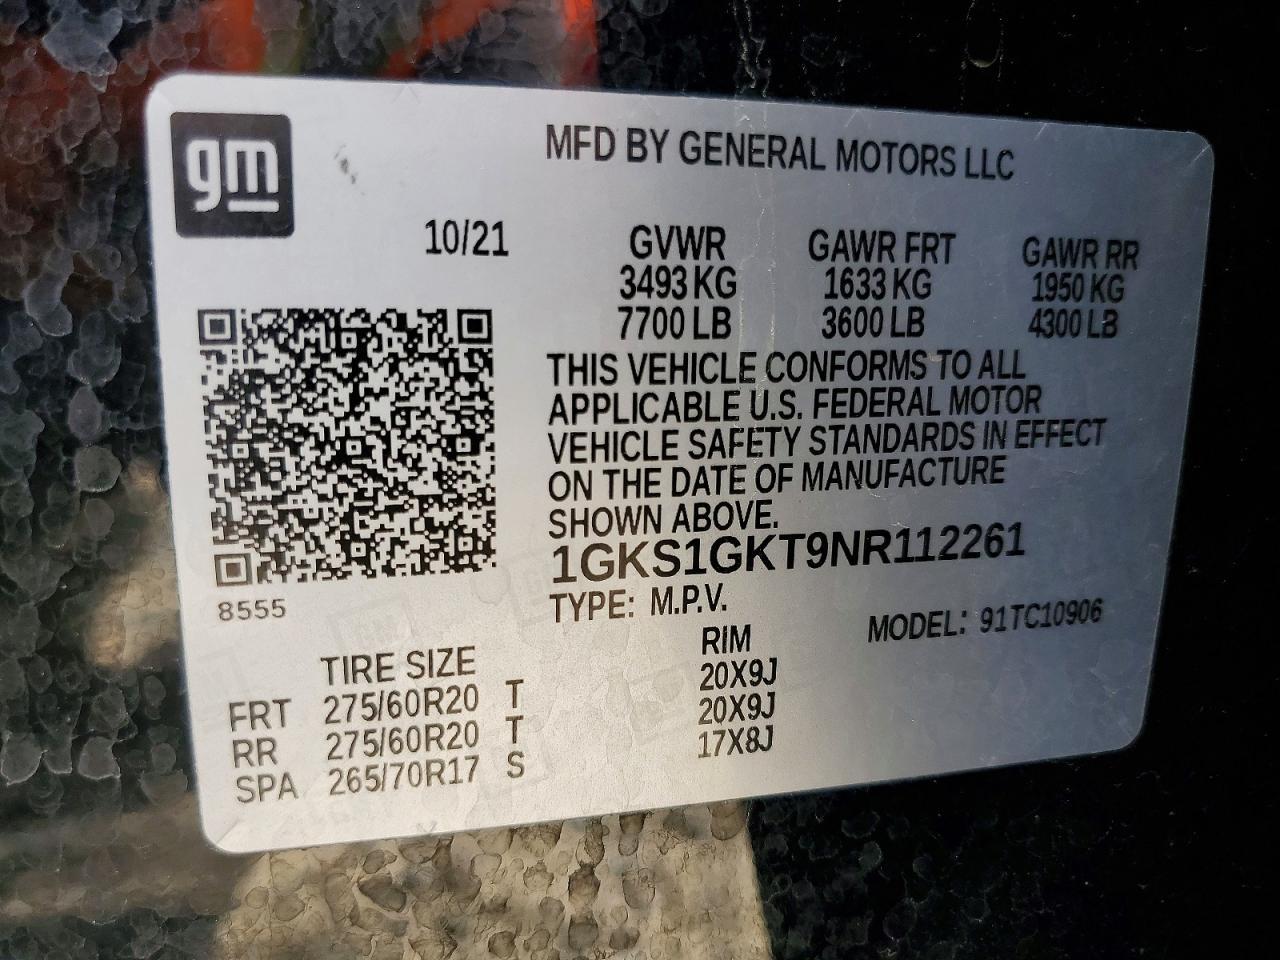 gm
MFD BY GENERAL MOTORS LLC
10/21
GVWR GAWR FRT GAWR RR
3493 KG 1633 KG 1950 KG
7700 LB 3600 LB 4300 LB
THIS VEHICLE CONFORMS TO ALL
APPLICABLE U.S. FEDERAL MOTOR
VEHICLE SAFETY STANDARDS IN EFFECT
ON THE DATE OF MANUFACTURE
SHOWN ABOVE.
1GKS1GKT9NR112261
8555
TYPE: M.P.V. MODEL: 91TC10906
TIRE SIZE RIM
FRT 275/60R20 T 20X9J
RR 275/60R20 T 20X9J
SPA 265/70R17 S 17X8J